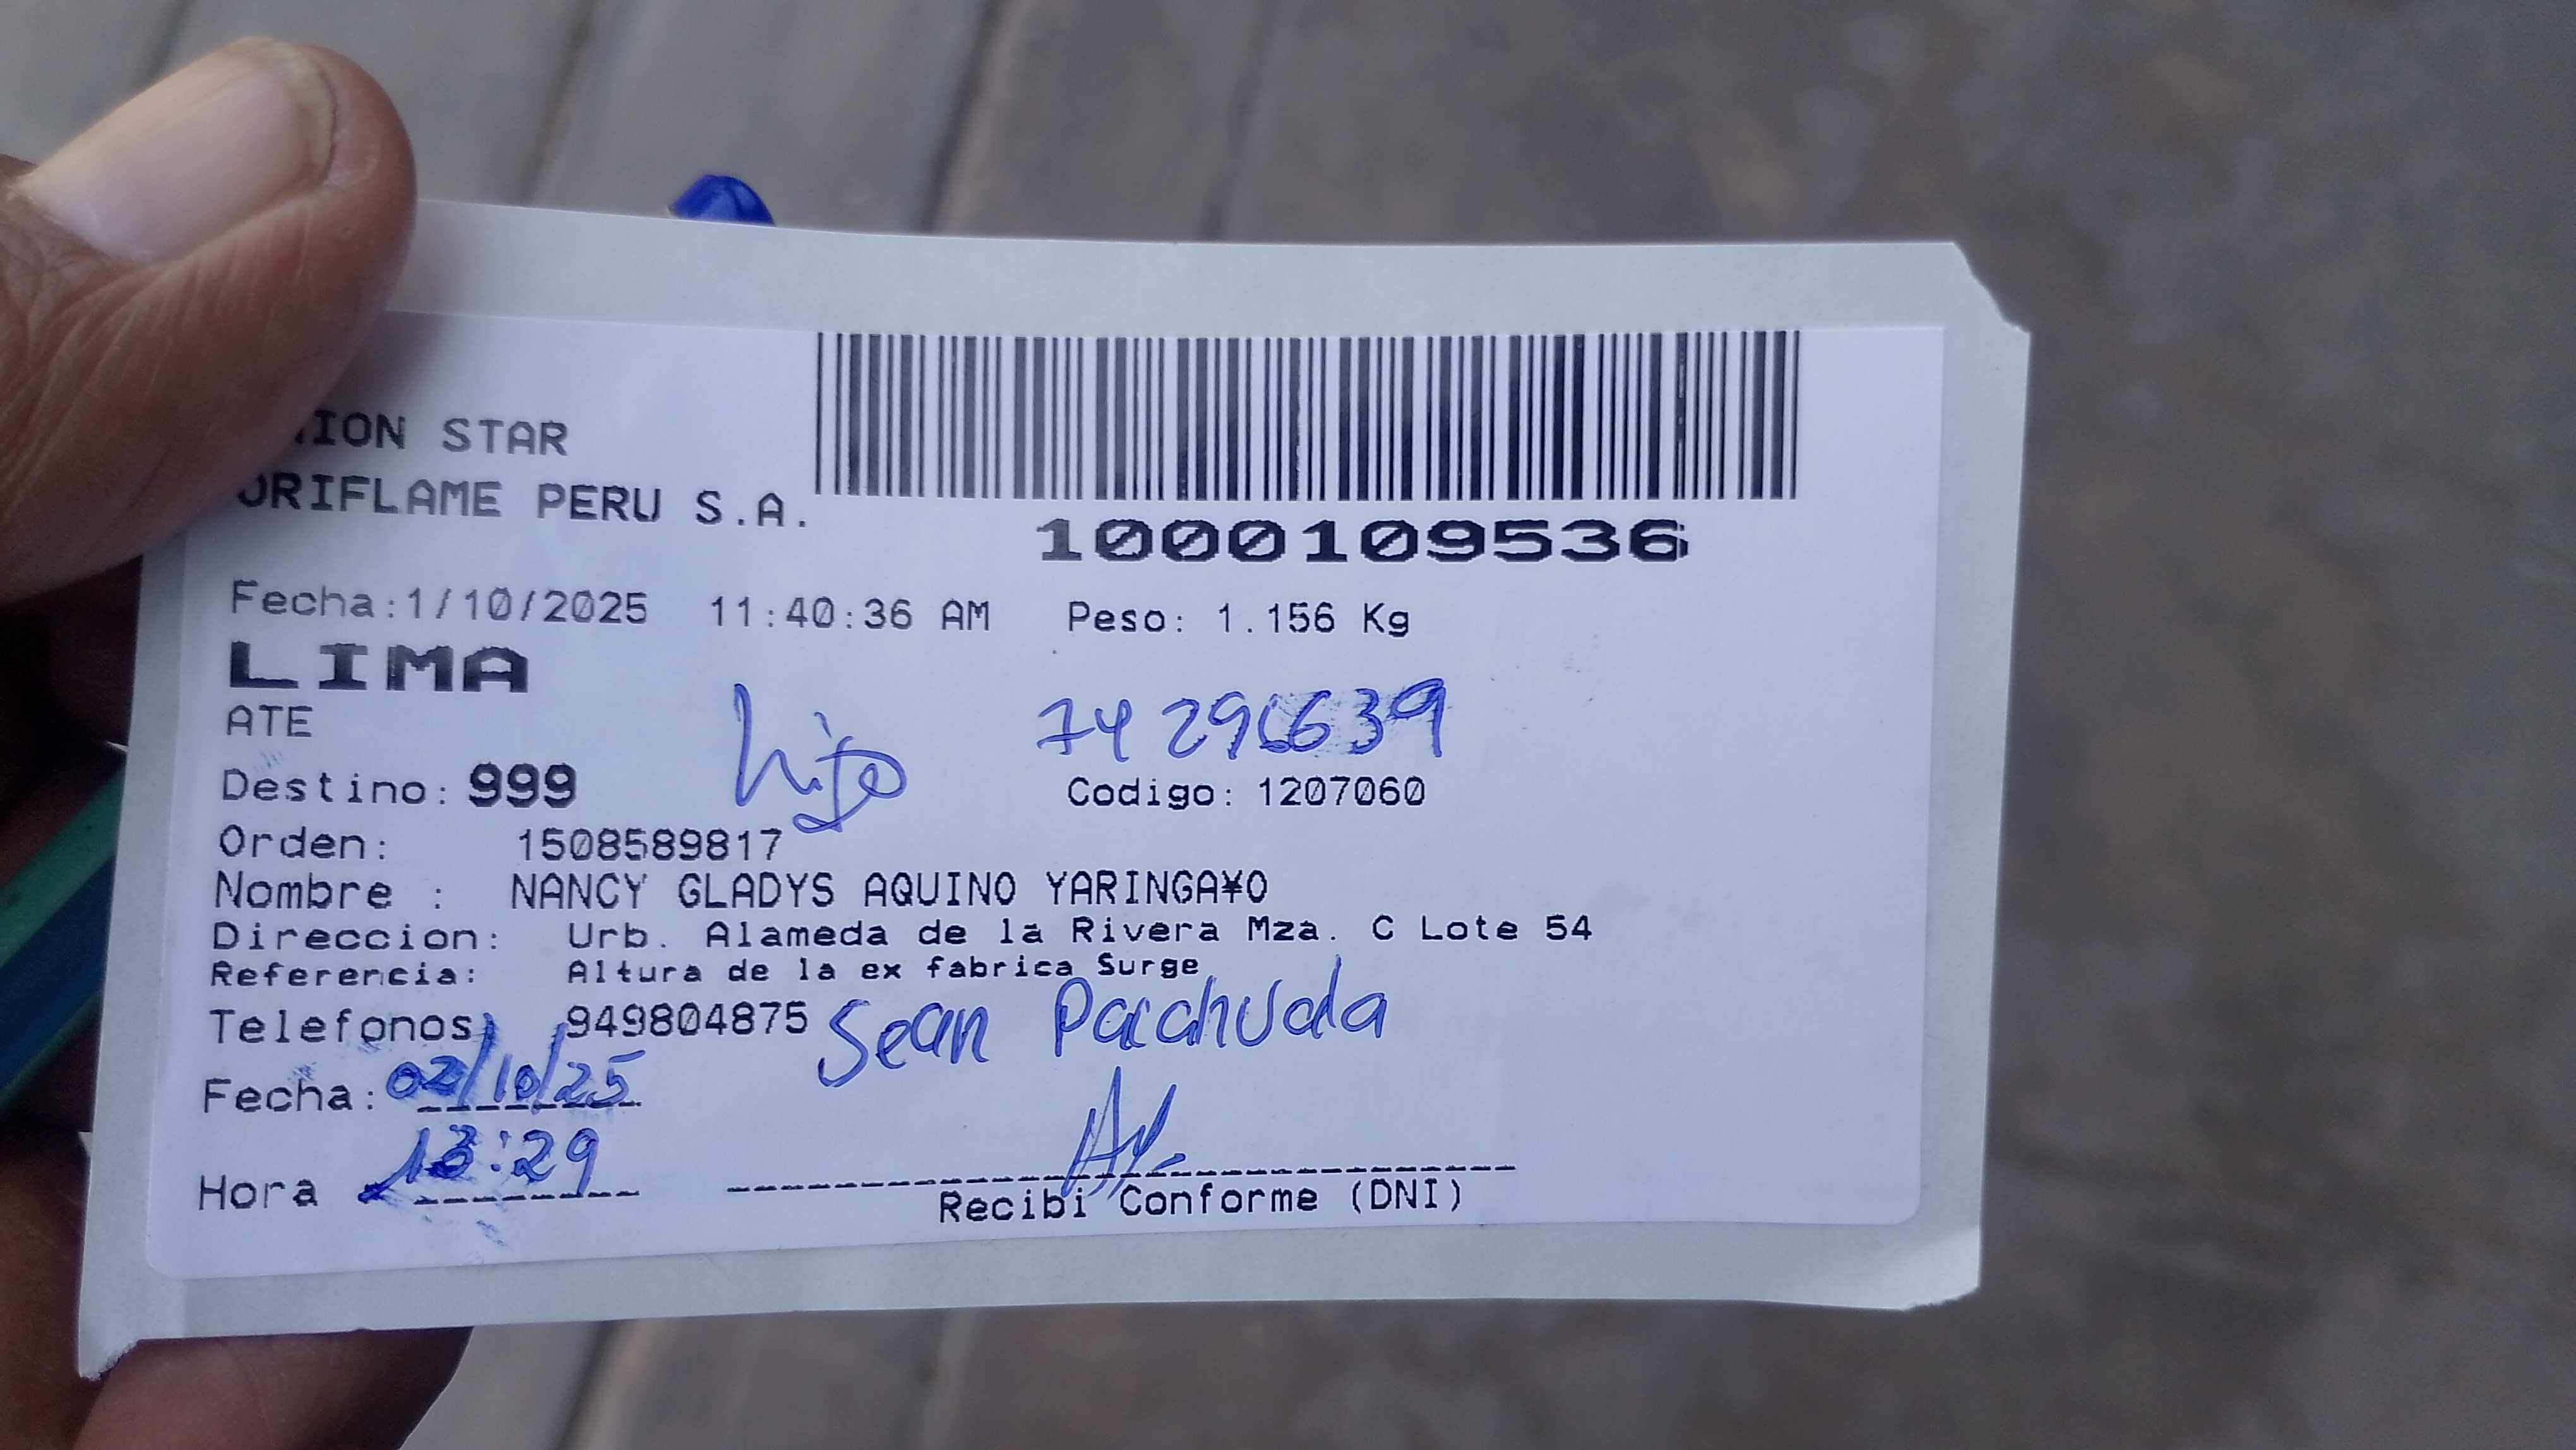 ION STAR
ORIFLAME PERU S.A.
1000109536
Fecha:1/10/2025 11:40:36 AM Peso: 1.156 Kg
LIMA
ATE
hijo 74296639
Destino: 999 Codigo: 1207060
Orden: 1508589817
Nombre : NANCY GLADYS AQUINO YARINGA¥O
Direccion: Urb. Alameda de la Rivera Mza. C Lote 54
Referencia: Altura de la ex fabrica Surge
Telefonos: 949804875 Sean Pacahuala
Fecha: 02/10/25
Hora 13:29
Recibi Conforme (DNI)